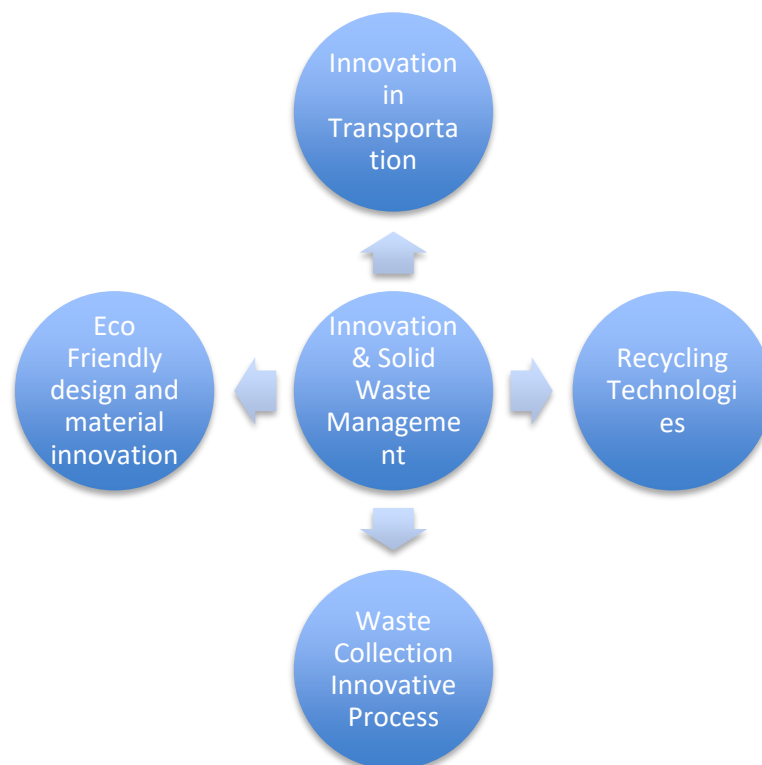 Innovation
in
Transporta
tion
Eco
Friendly
design and
material
innovation
Innovation
& Solid
Waste
Manageme
nt
Recycling
Technologi
es
Waste
Collection
Innovative
Process